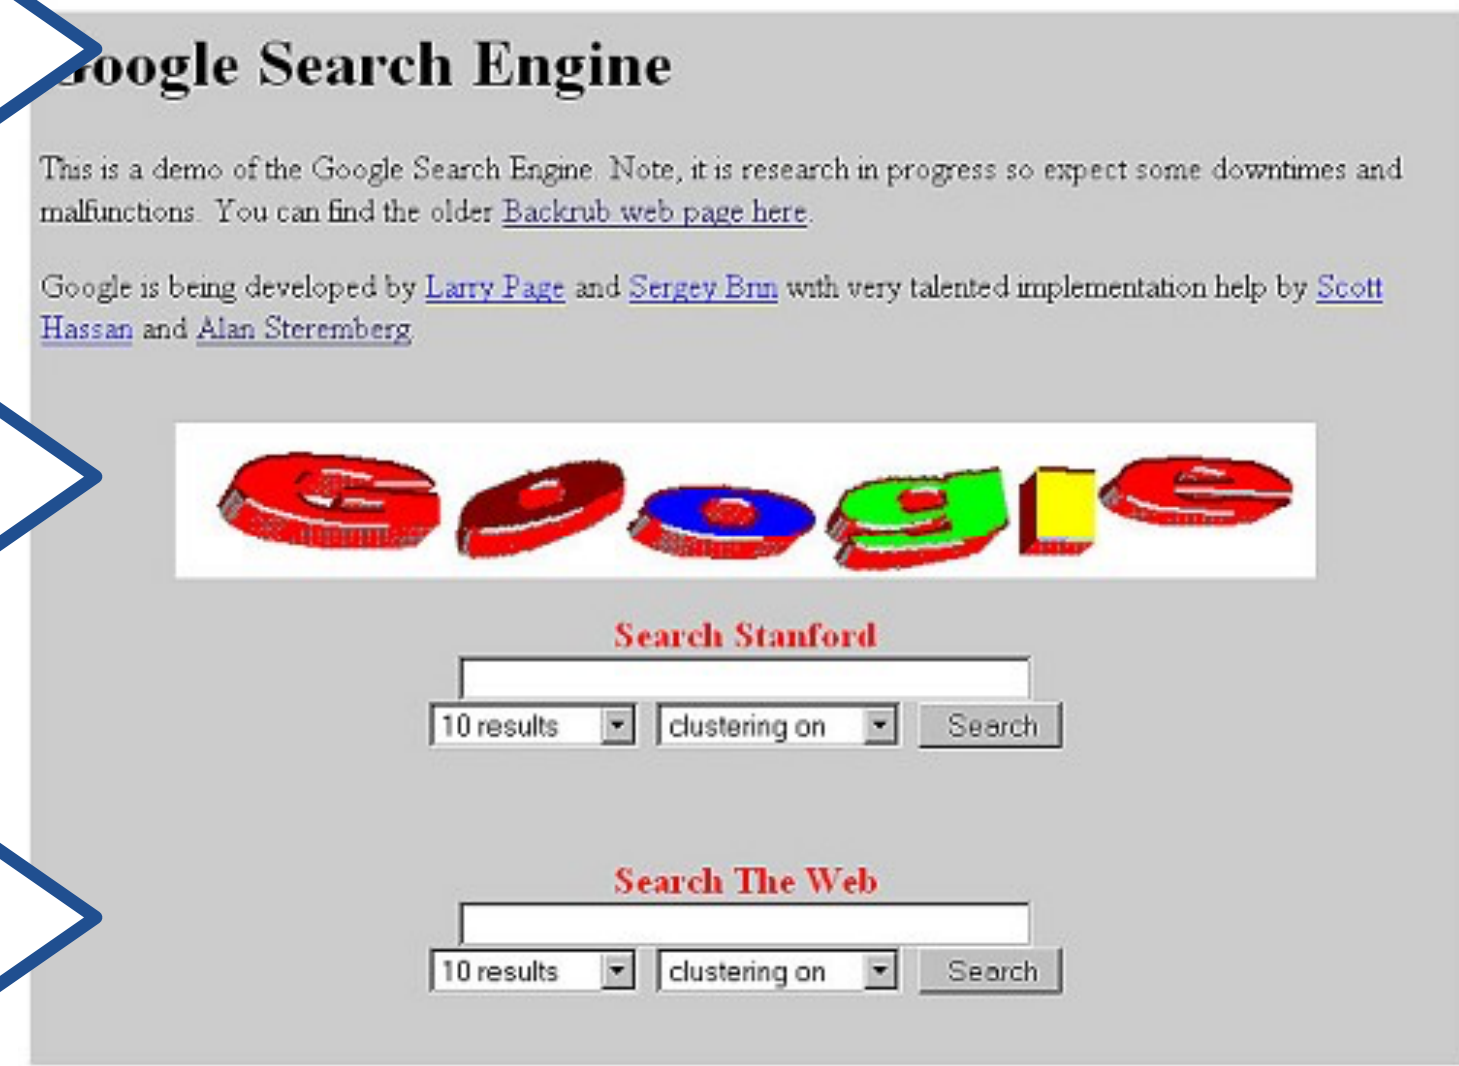 Google Search Engine
This is a demo of the Google Search Engine. Note, it is research in progress so expect some downtimes and
malfunctions. You can find the older Backrub web page here.
Google is being developed by Larry Page and Sergey Brin with very talented implementation help by Scott
Hassan and Alan Steremberg.
Google
Search Stanford
10 results clustering on Search
Search The Web
10 results clustering on Search